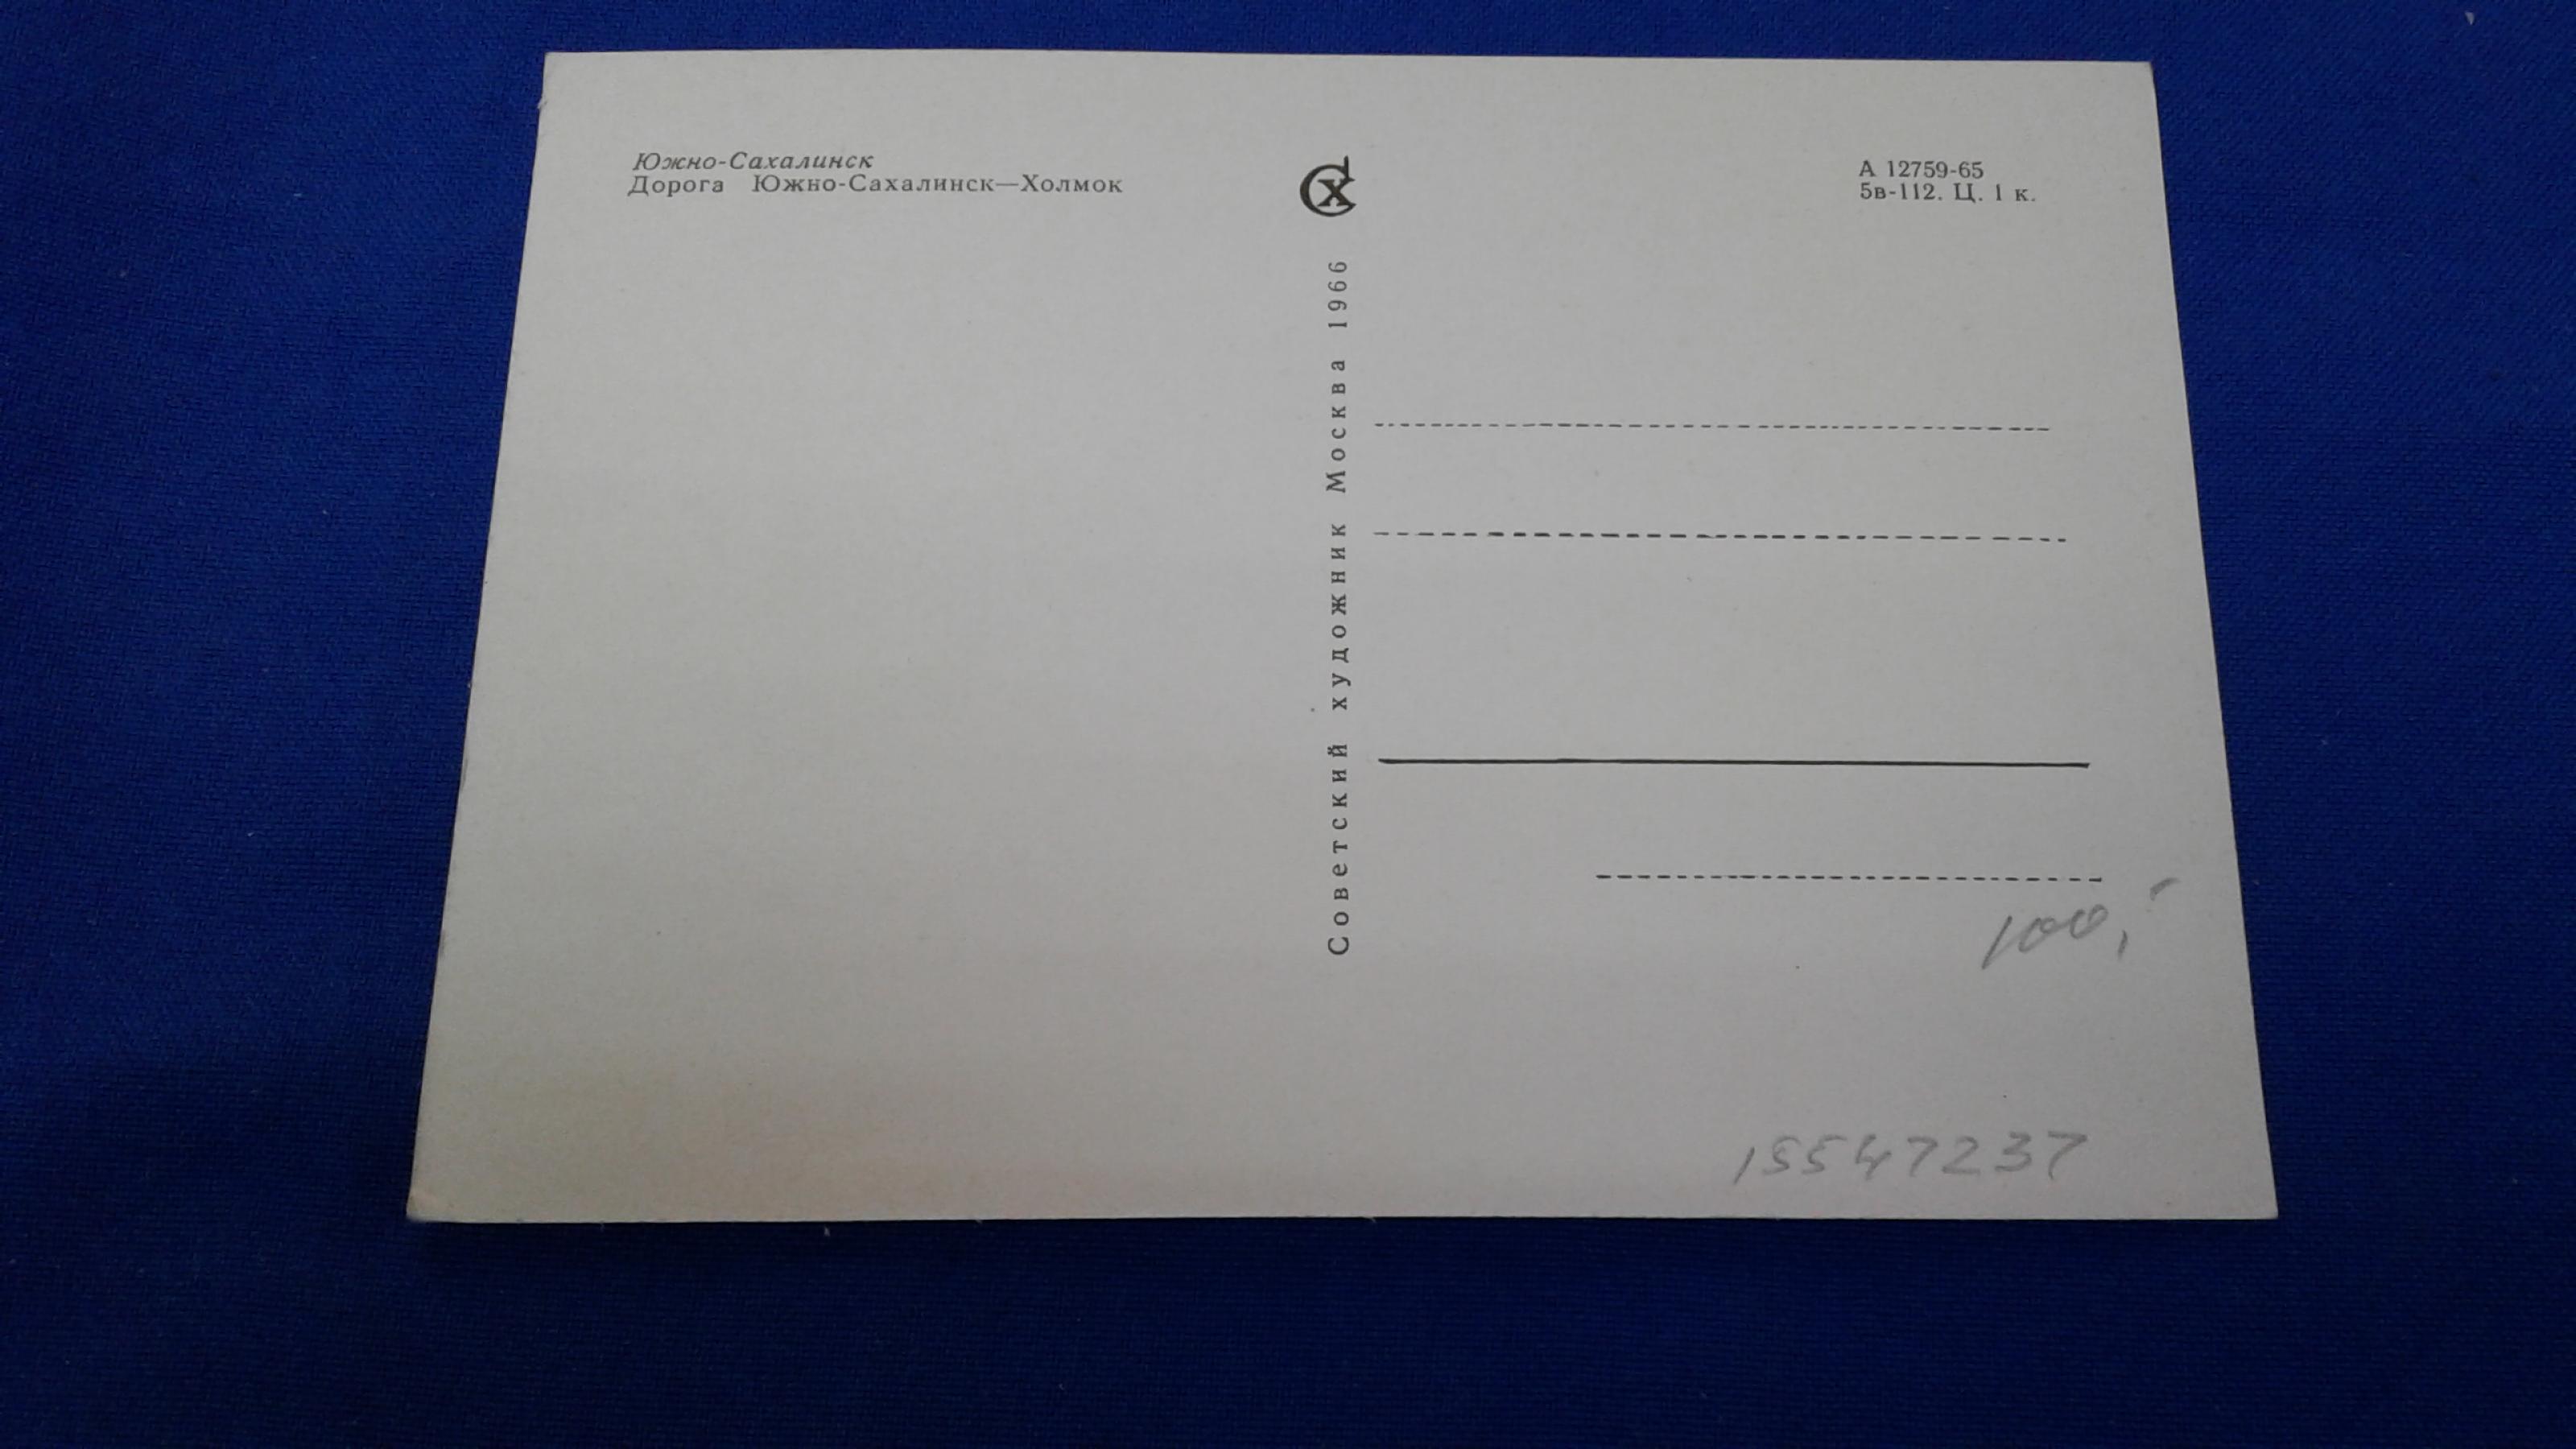 Южно-Сахалинск
Дорога Южно-Сахалинск—Холмок
СХ
А 12759-65
5в-112. Ц. 1 к.
Советский художник Москва 1966
100,-
15547237